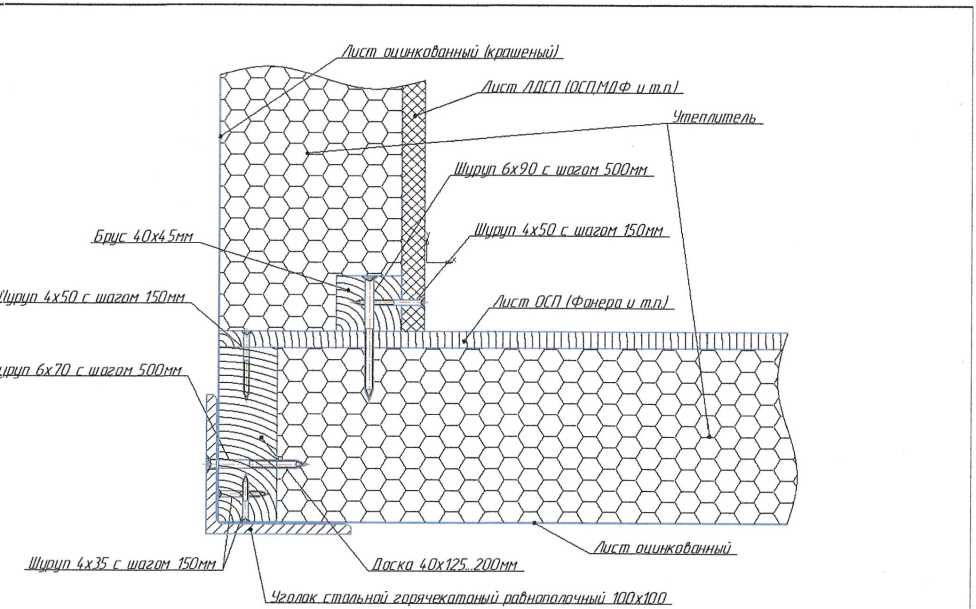 Лист оцинкованный (крашеный)
Лист ЛДСП (ОСП,МДФ и т.п.)
Утеплитель
Шуруп 6х90 с шагом 500мм
Брус 40х45мм
Шуруп 4х50 с шагом 150мм
Шуруп 4х50 с шагом 150мм
Лист ОСП (Фанера и т.п.)
Шуруп 6х70 с шагом 500мм
Лист оцинкованный
Шуруп 4х35 с шагом 150мм
Доска 40х125...200мм
Уголок стальной горячекатаный равнополочный 100х100